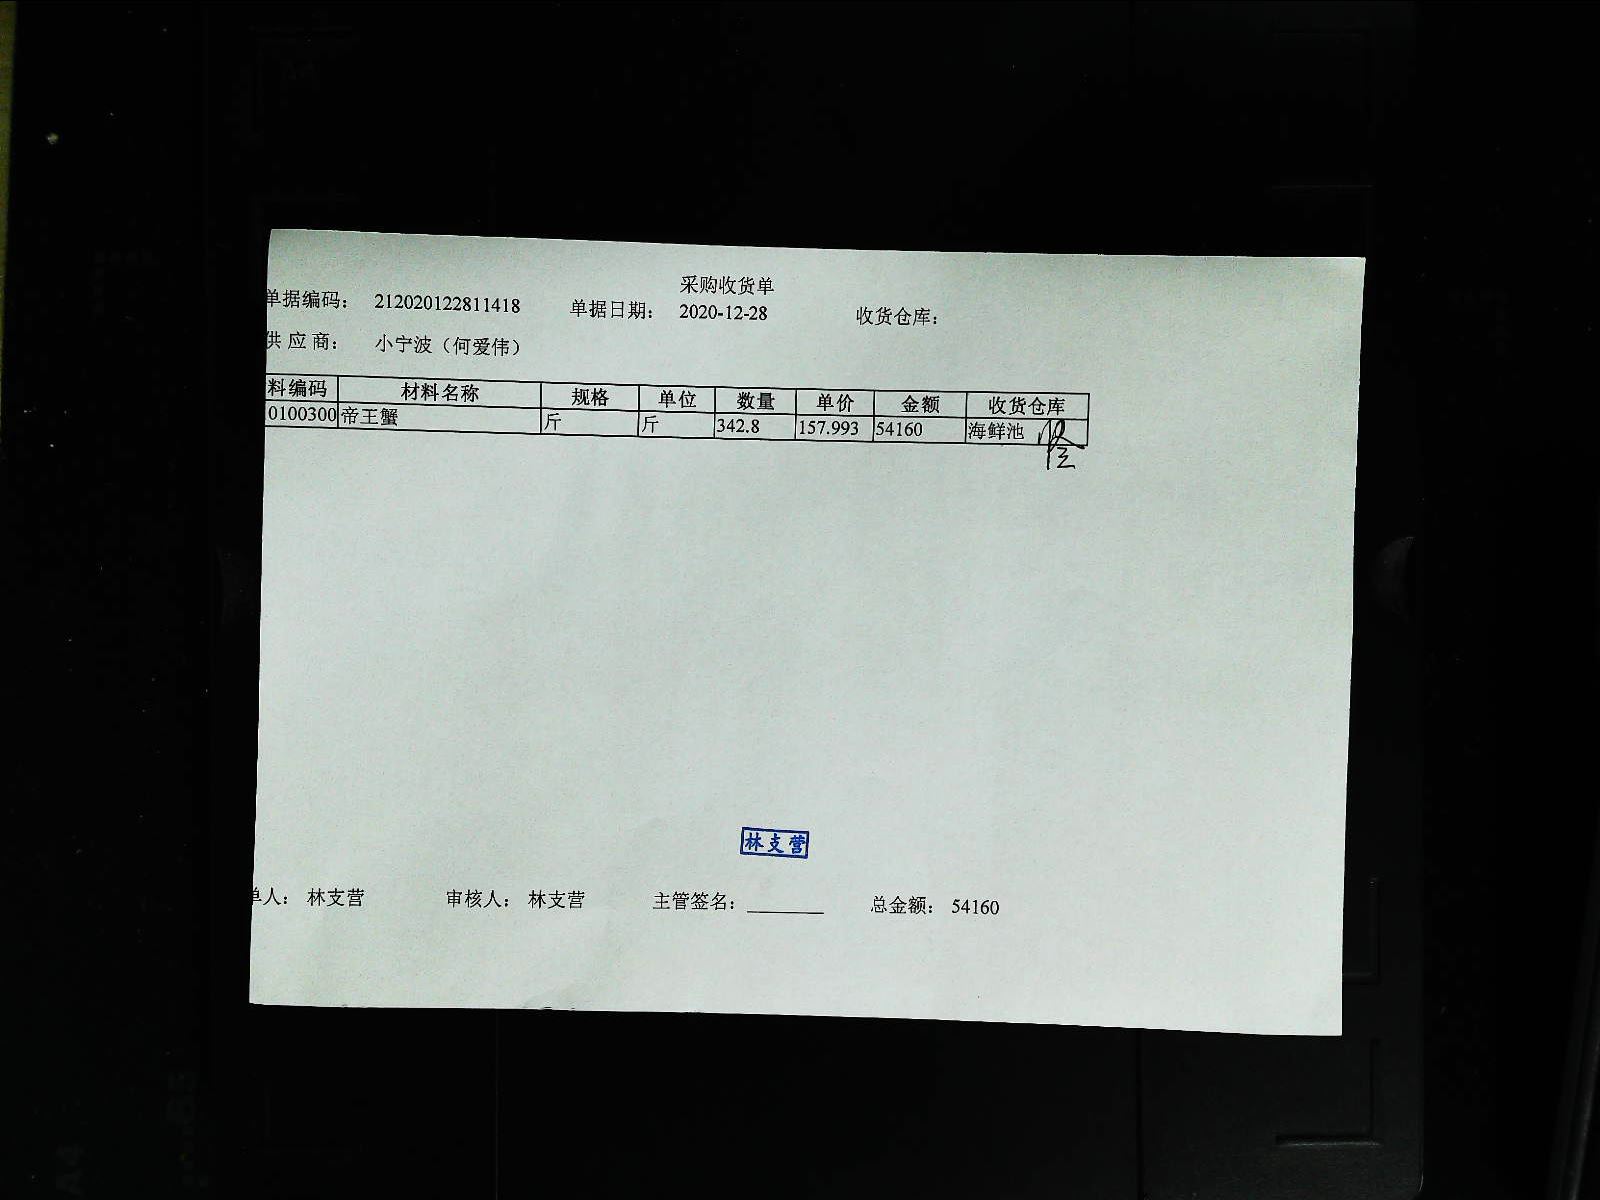 采购收货单
单据编码： 212020122811418 单据日期： 2020-12-28 收货仓库：
供应商： 小宁波（何爱伟）
料编码 材料名称 规格 单位 数量 单价 金额 收货仓库
0100300 帝王蟹 斤 斤 342.8 157.993 54160 海鲜池
林支营
单人： 林支营 审核人： 林支营 主管签名：________ 总金额： 54160